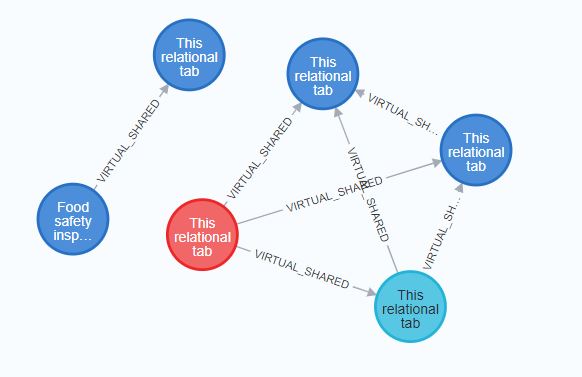 This
relational
tab
This
relational
tab
VIRTUAL_SH...
This
relational
tab
VIRTUAL_SHARED
VIRTUAL_SHARED
VIRTUAL_SHARED
VIRTUAL_SHARED
Food
safety
insp...
This
relational
tab
VIRTUAL_SHARED
VIRTUAL_SH...
This
relational
tab